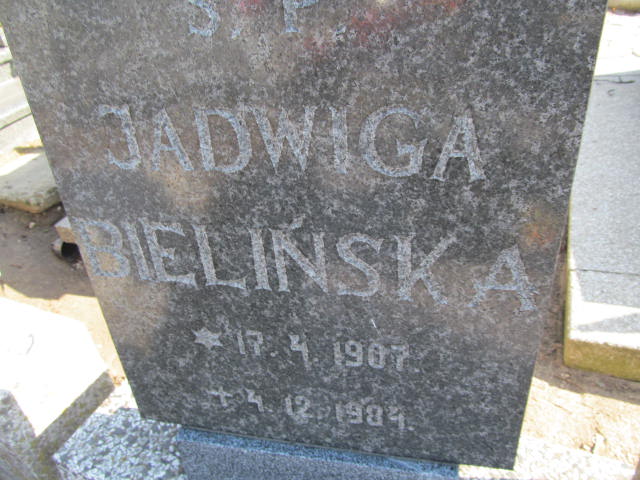 Ś. P.
JADWIGA
BIELIŃSKA
* 17. 4. 1907.
+ 4. 12. 1984.